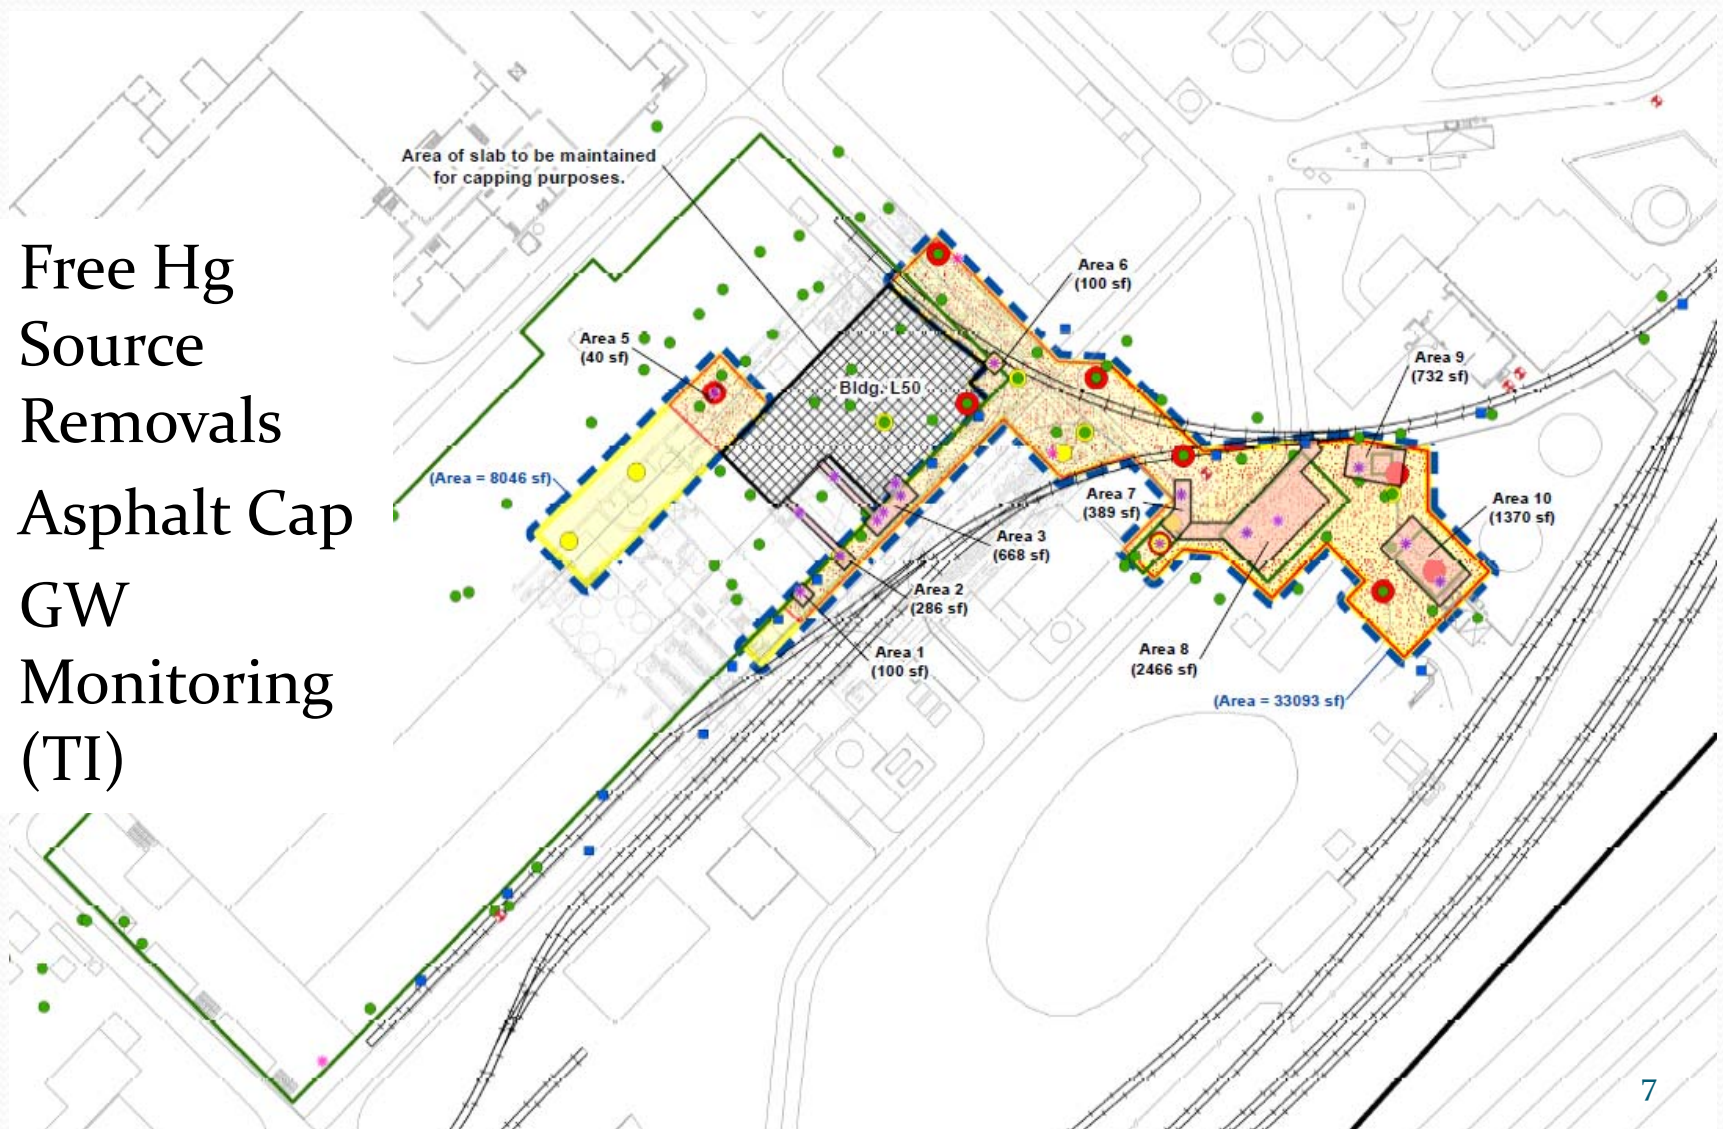 Free Hg
Source
Removals
Asphalt Cap
GW
Monitoring
(TI)
Area of slab to be maintained
for capping purposes.
Area 6
(100 sf)
Area 5
(40 sf)
Bldg. L50
Area 9
(732 sf)
(Area = 8046 sf)
Area 7
(389 sf)
Area 10
(1370 sf)
Area 3
(668 sf)
Area 2
(286 sf)
Area 1
(100 sf)
Area 8
(2466 sf)
(Area = 33093 sf)
7